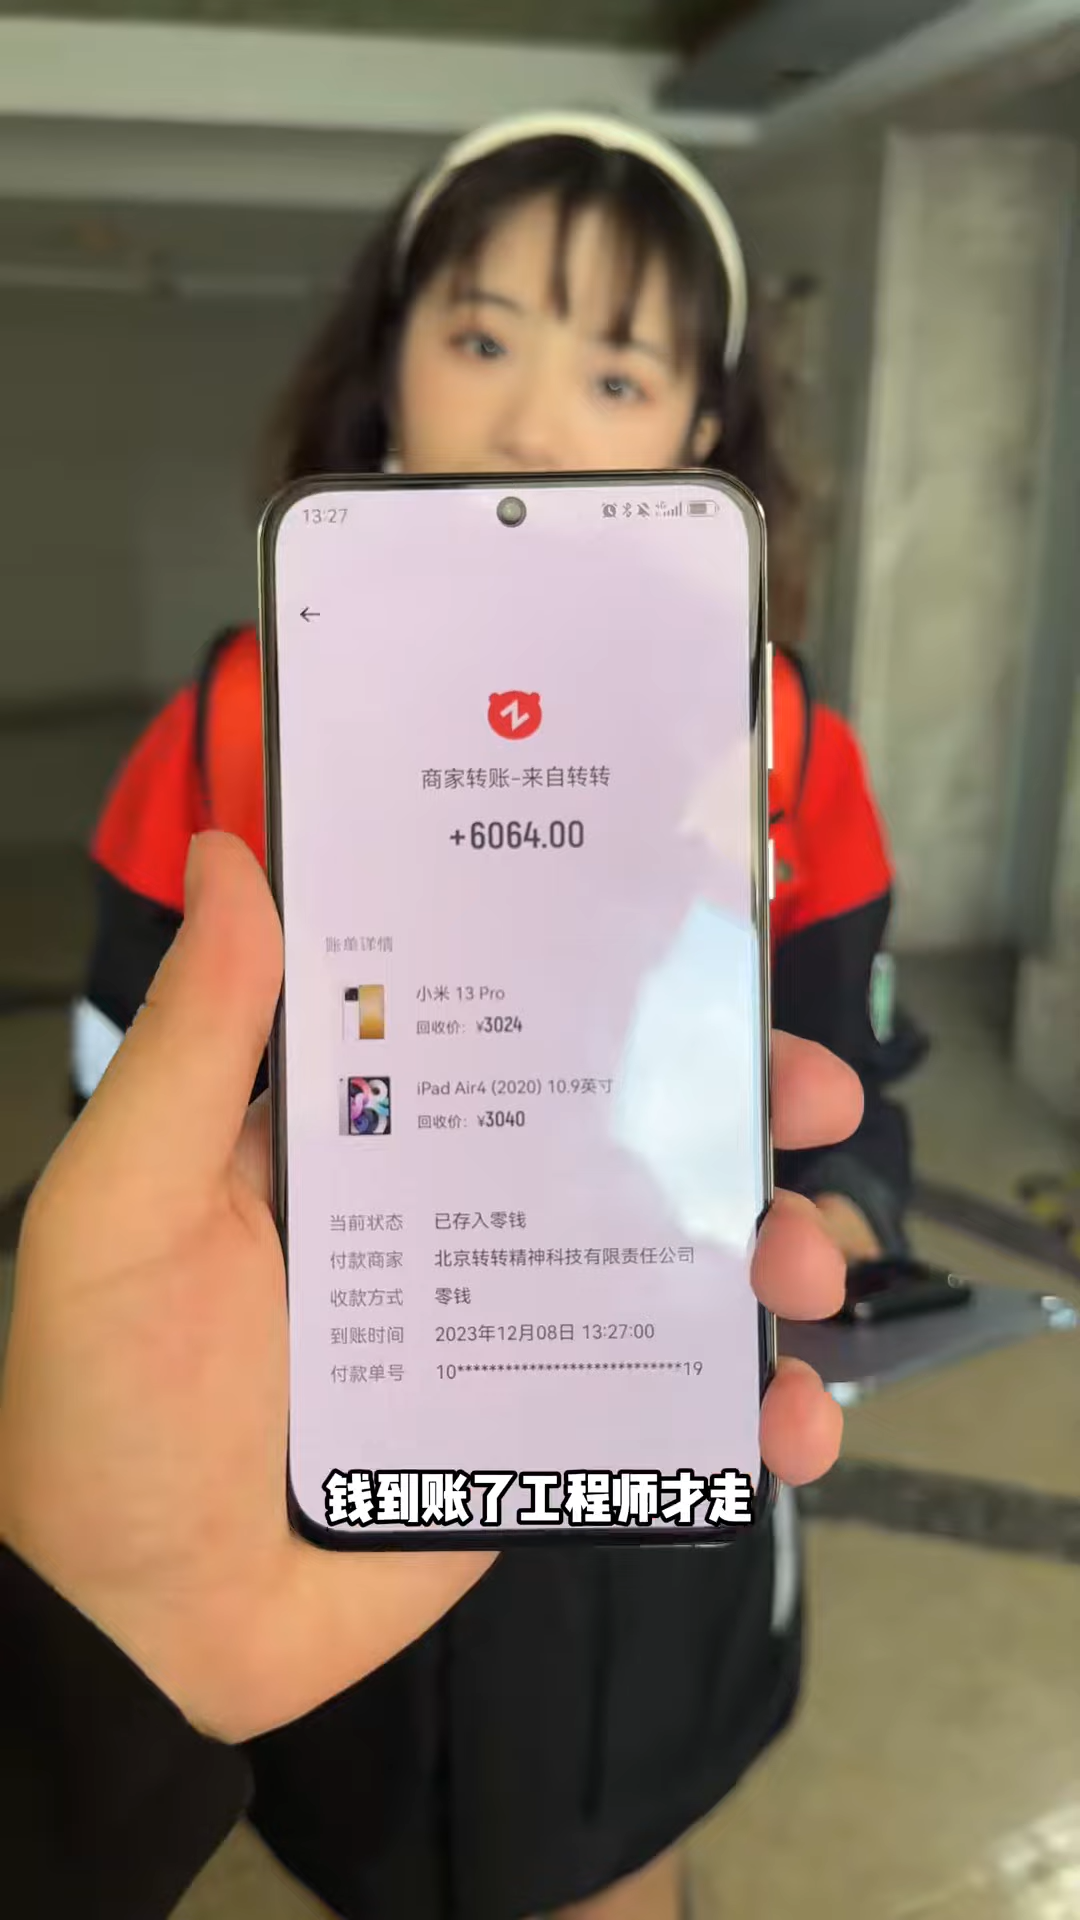 13:27
商家转账-来自转转
+6064.00
账单详情
小米 13 Pro
回收价: ¥3024
iPad Air4 (2020) 10.9英寸
回收价: ¥3040
当前状态 已存入零钱
付款商家 北京转转精神科技有限责任公司
收款方式 零钱
到账时间 2023年12月08日 13:27:00
付款单号 10****************************19
钱到账了工程师才走